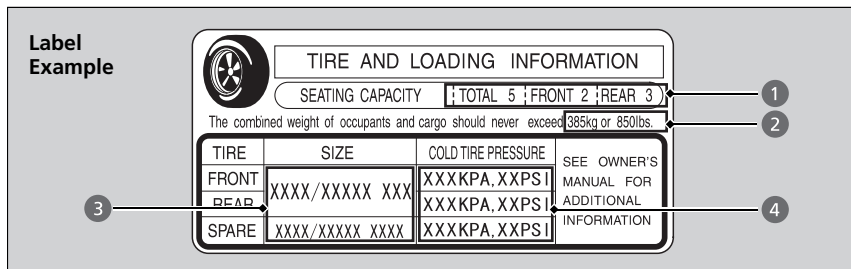 Label
Example
TIRE AND LOADING INFORMATION
SEATING CAPACITY TOTAL 5 FRONT 2 REAR 3
1
The combined weight of occupants and cargo should never exceed 385kg or 850lbs.
2
TIRE SIZE COLD TIRE PRESSURE
SEE OWNER'S
MANUAL FOR
ADDITIONAL
INFORMATION
FRONT XXXX/XXXXX XXX XXXKPA,XXPSI
REAR XXXKPA,XXPSI
SPARE XXXX/XXXXX XXXX XXXKPA,XXPSI
3
4